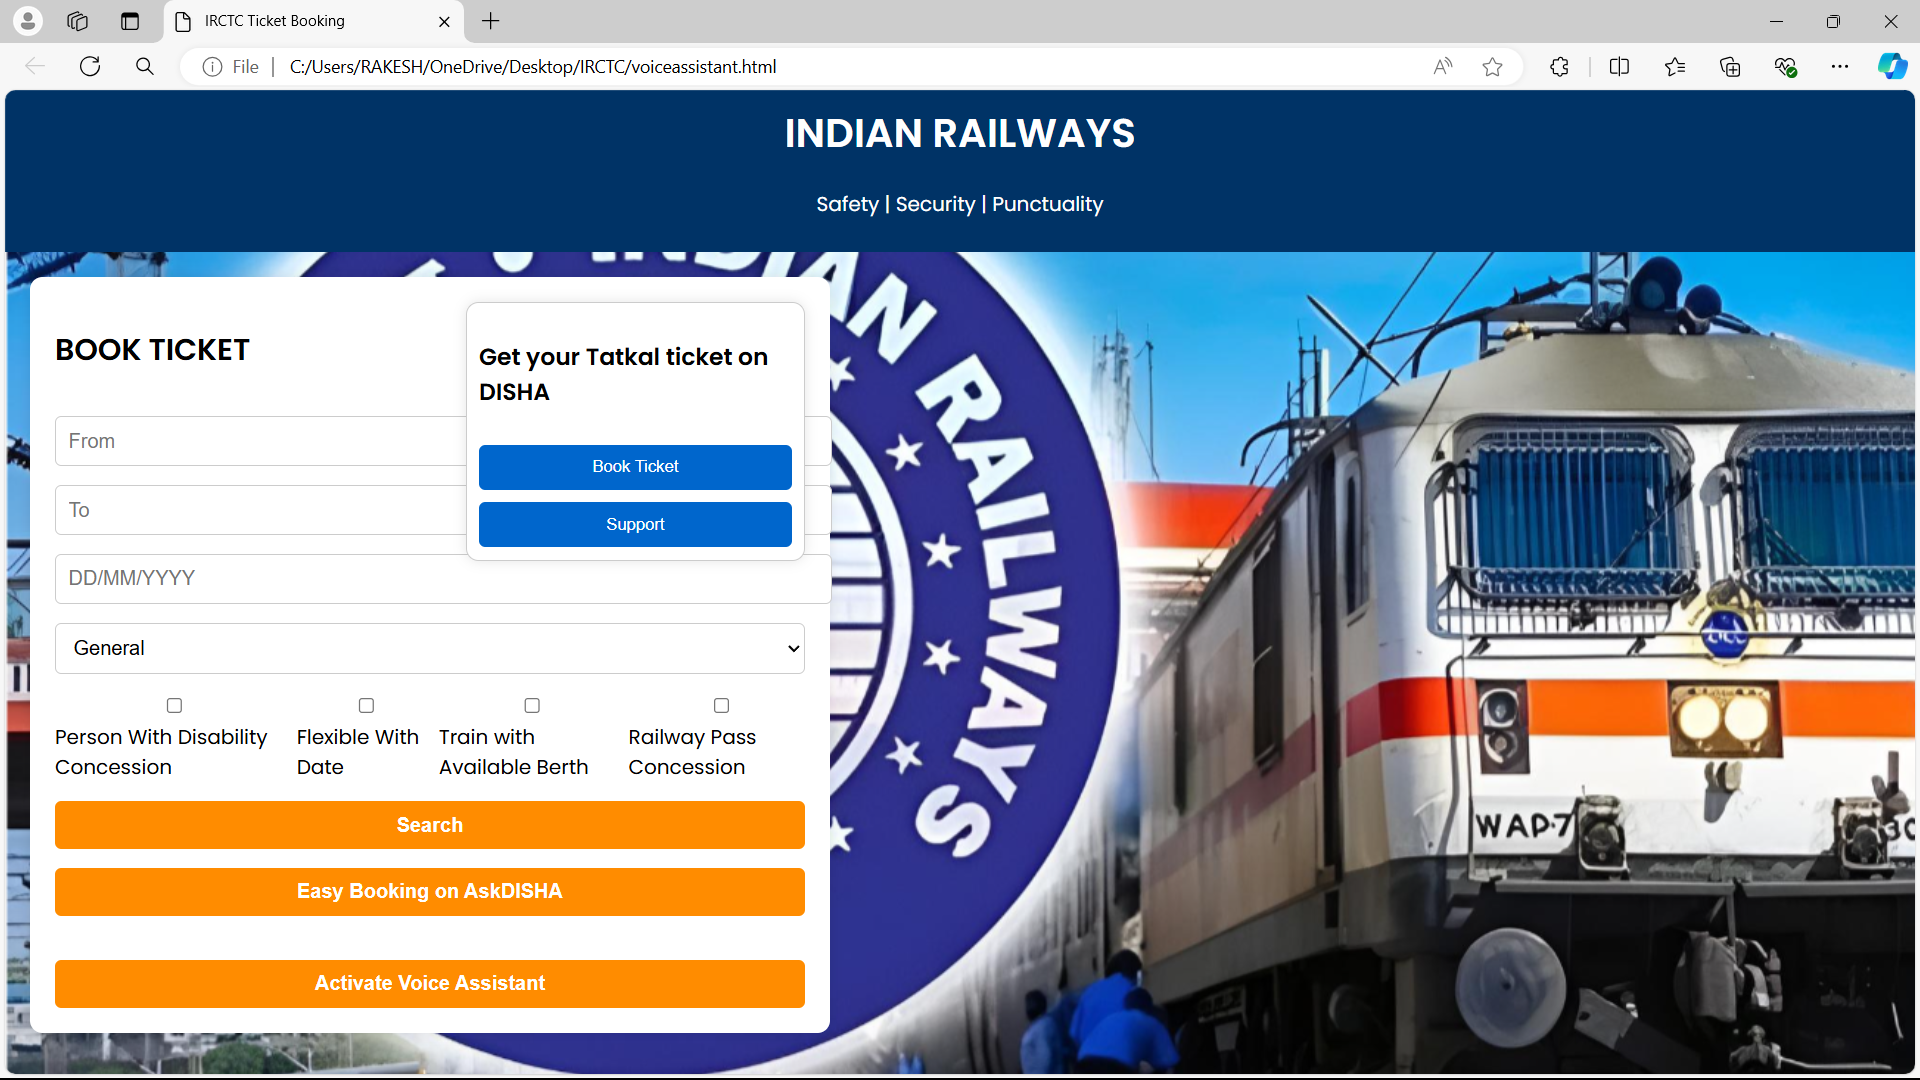 IRCTC Ticket Booking
File
C:/Users/RAKESH/OneDrive/Desktop/IRCTC/voiceassistant.html
INDIAN RAILWAYS
Safety | Security | Punctuality
INDIAN RAILWAYS
BOOK TICKET
Get your Tatkal ticket on
DISHA
From
Book Ticket
To
Support
DD/MM/YYYY
General
Person With Disability
Concession
Flexible With
Date
Train with
Available Berth
Railway Pass
Concession
Search
Easy Booking on AskDISHA
Activate Voice Assistant
WAP-7